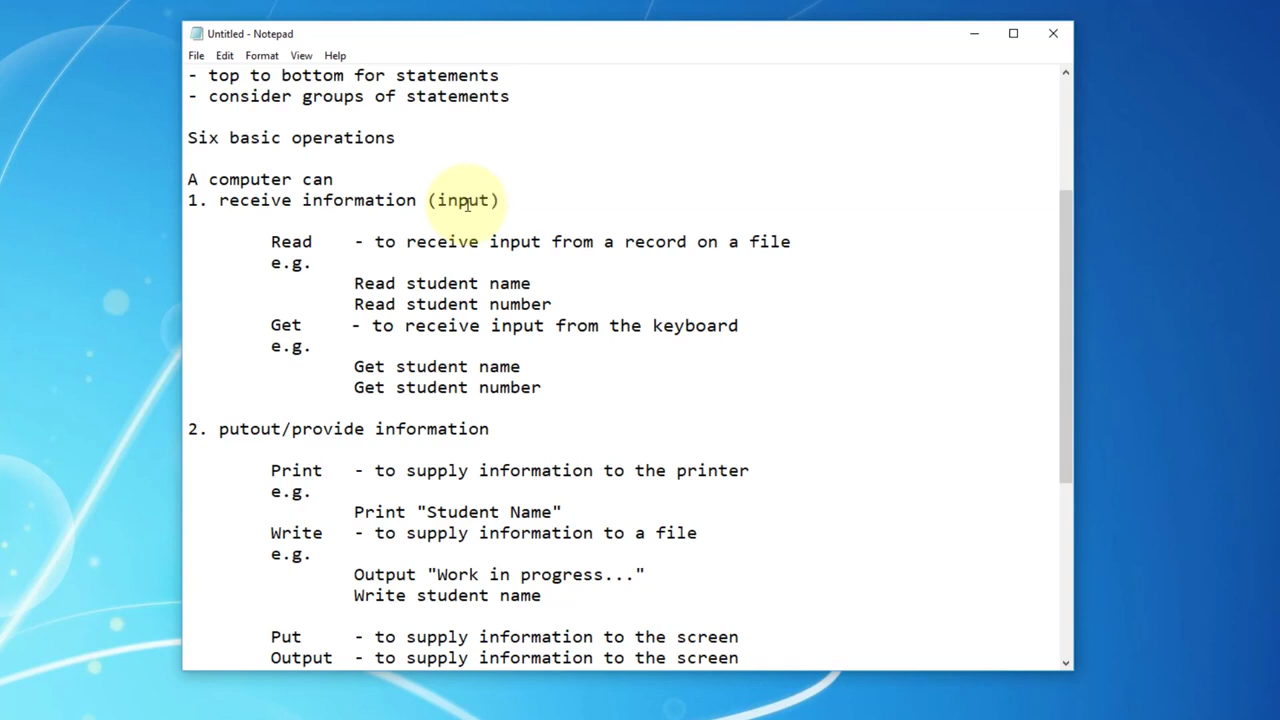 Untitled - Notepad
File Edit Format View Help
- top to bottom for statements
- consider groups of statements
Six basic operations
A computer can
1. receive information (input)
Read - to receive input from a record on a file
e.g.
Read student name
Read student number
Get - to receive input from the keyboard
e.g.
Get student name
Get student number
2. putout/provide information
Print - to supply information to the printer
e.g.
Print "Student Name"
Write - to supply information to a file
e.g.
Output "Work in progress..."
Write student name
Put - to supply information to the screen
Output - to supply information to the screen